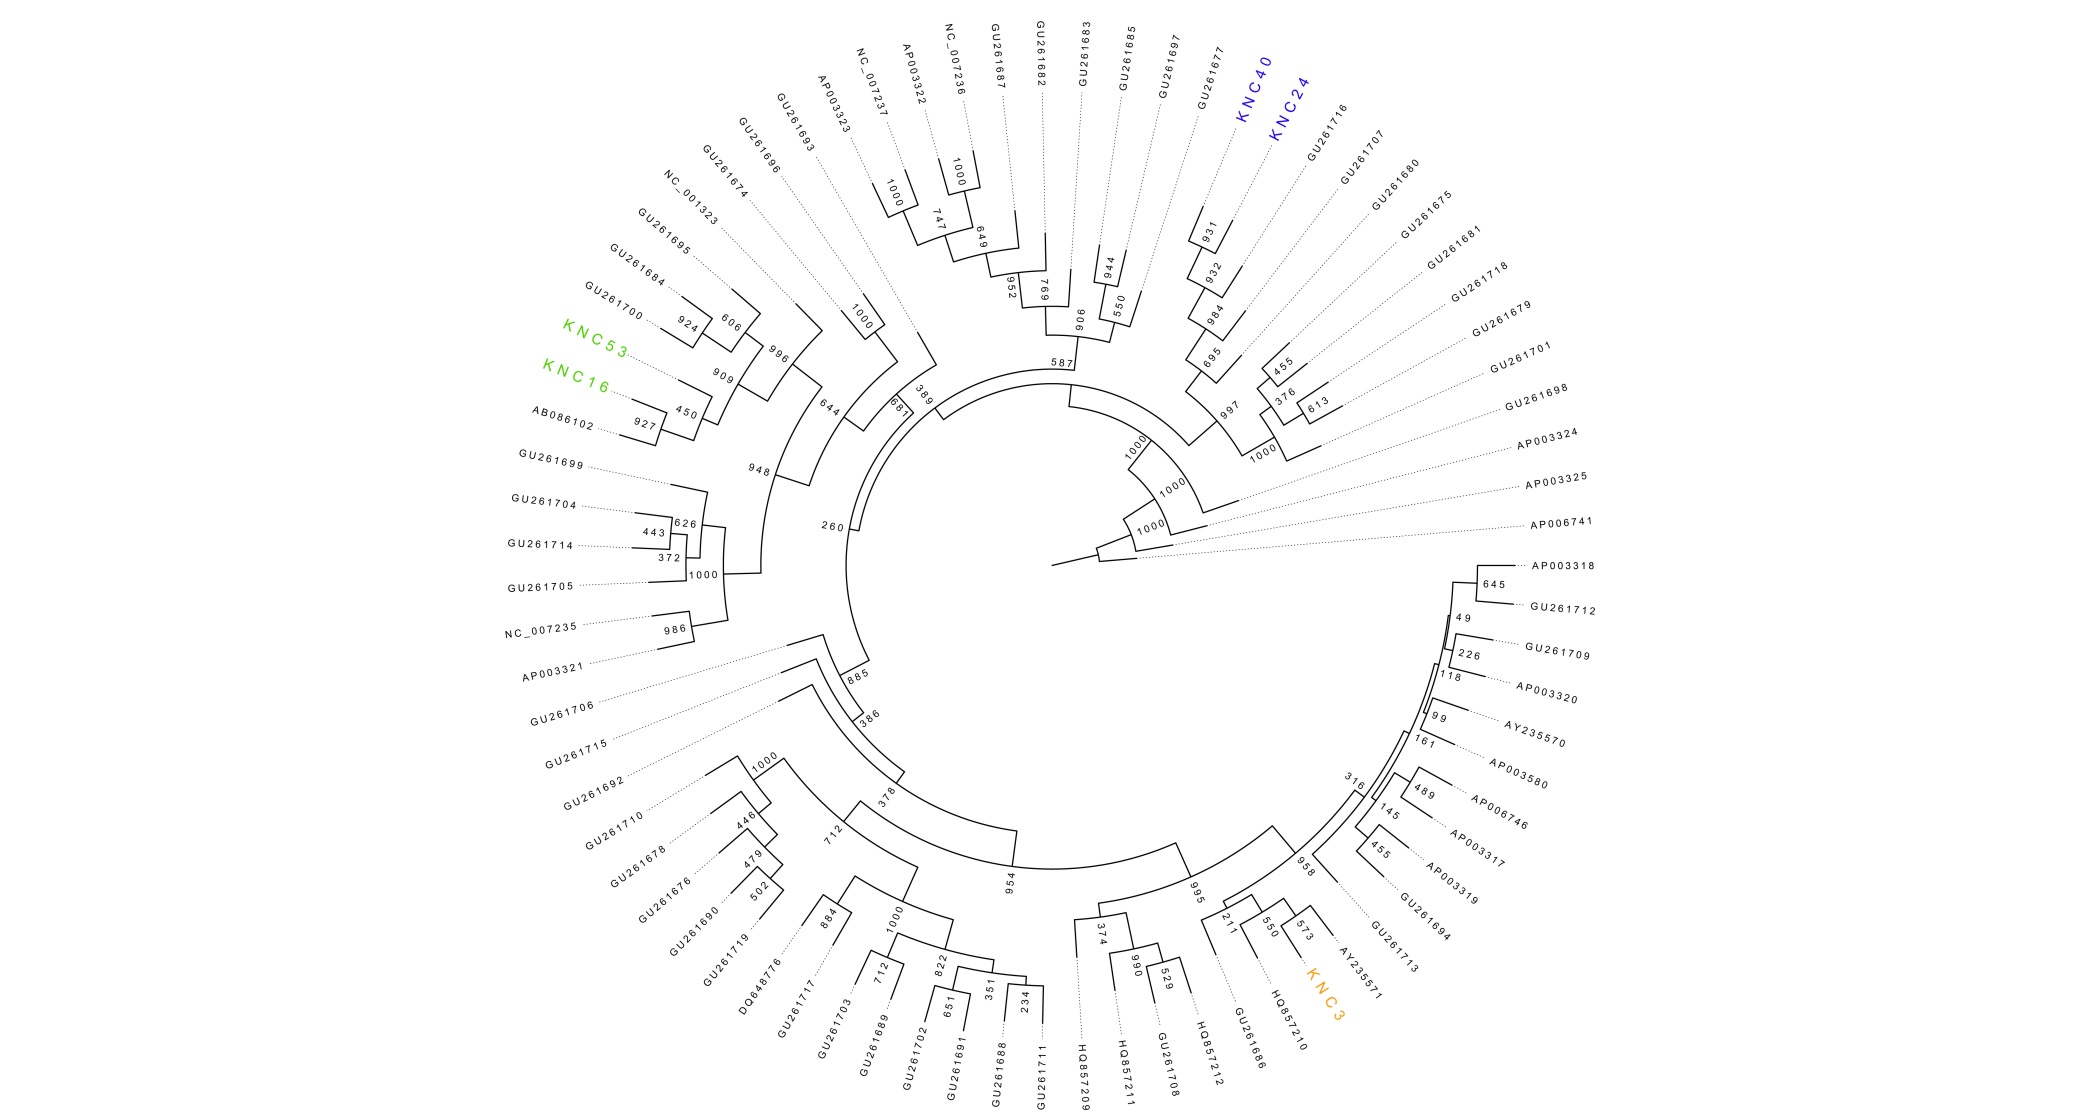 GU261687
GU261682
GU261683
GU261685
GU261697
GU261677
KNC40
KNC24
GU261716
GU261707
GU261680
GU261675
GU261681
GU261718
GU261679
GU261701
GU261698
AP003324
AP003325
AP006741
AP003318
GU261712
GU261709
AP003320
AY235570
AP003580
AP006746
AP003317
AP003319
GU261694
GU261713
AY235571
KNC3
HQ857210
GU261686
HQ857212
GU261708
HQ857211
HQ857209
GU261711
GU261688
GU261691
GU261702
GU261689
GU261703
GU261717
DQ648776
GU261719
GU261690
GU261676
GU261678
GU261710
GU261692
GU261715
GU261706
AP003321
NC_007235
GU261705
GU261714
GU261704
GU261699
AB086102
KNC16
KNC53
GU261700
GU261684
GU261695
NC_001323
GU261674
GU261696
GU261693
AP003323
NC_007237
AP003322
NC_007236
1000
1000
747
649
952
769
906
944
550
587
931
932
984
695
997
455
376
613
1000
1000
1000
1000
389
681
260
644
1000
948
996
606
924
909
450
927
626
443
372
1000
986
885
386
378
712
1000
446
479
502
954
884
1000
712
822
651
351
234
995
374
990
529
958
211
550
573
316
145
455
489
161
99
118
226
49
645